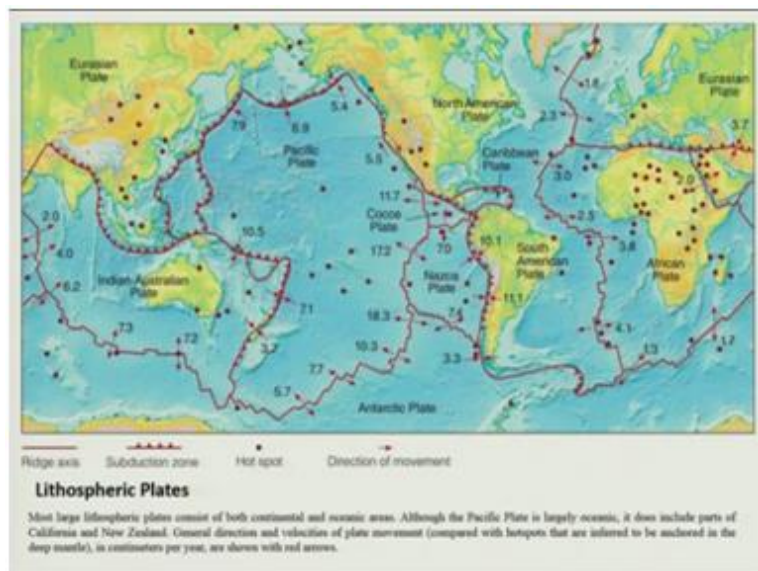 Eurasian
Plate
Eurasian
Plate
North American
Plate
5.4
6.9
7.9
Pacific
Plate
5.5
1.8
2.3
3.7
Caribbean
Plate
3.0
2.0
11.7
Cocos
Plate
2.0
4.0
6.2
10.5
17.2
7.0
10.1
2.5
3.8
South
American
Plate
African
Plate
Indian-Australian
Plate
Nazca
Plate
7.1
11.1
18.3
7.3
7.2
3.7
10.3
3.3
4.1
1.3
1.7
7.7
5.7
Antarctic Plate
Ridge axis Subduction zone Hot spot Direction of movement
Lithospheric Plates
Most large lithospheric plates consist of both continental and oceanic areas. Although the Pacific Plate is largely oceanic, it does include parts of
California and New Zealand. General direction and velocities of plate movement (compared with hotspots that are inferred to be anchored in the
deep mantle), in centimeters per year, are shown with red arrows.